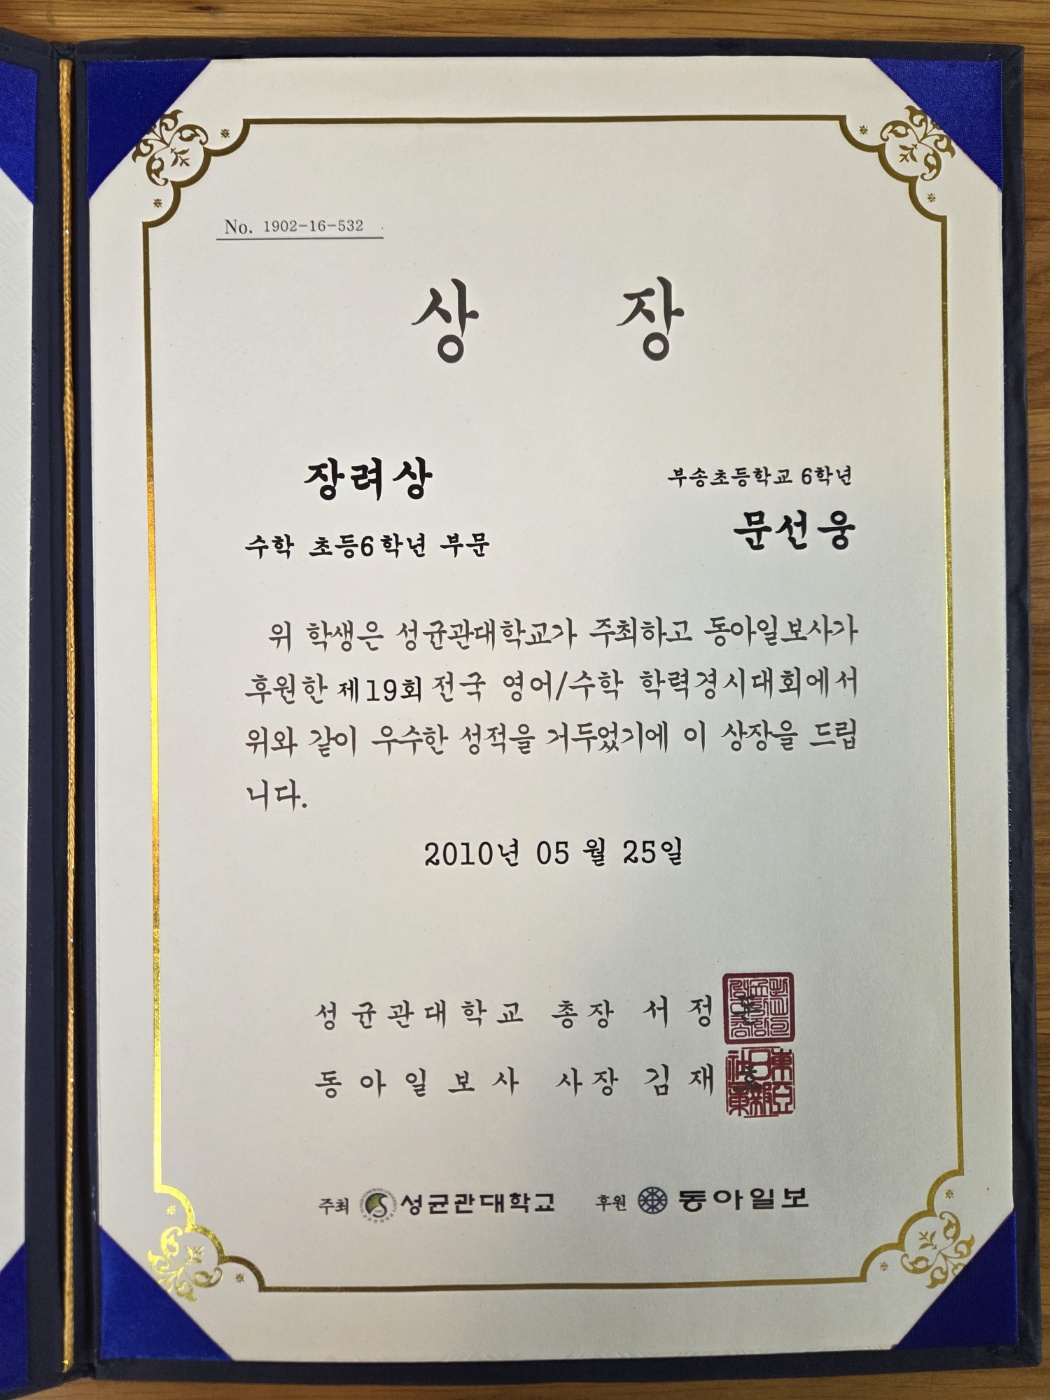 No. 1902-16-532
상 장
장려상
부송초등학교 6학년
수학 초등6학년 부문
문선웅
위 학생은 성균관대학교가 주최하고 동아일보사가
후원한 제19회 전국 영어/수학 학력경시대회에서
위와 같이 우수한 성적을 거두었기에 이 상장을 드립
니다.
2010년 05월 25일
성균관대학교 총장 서정
동아일보사 사장 김재
주최 성균관대학교 후원 동아일보